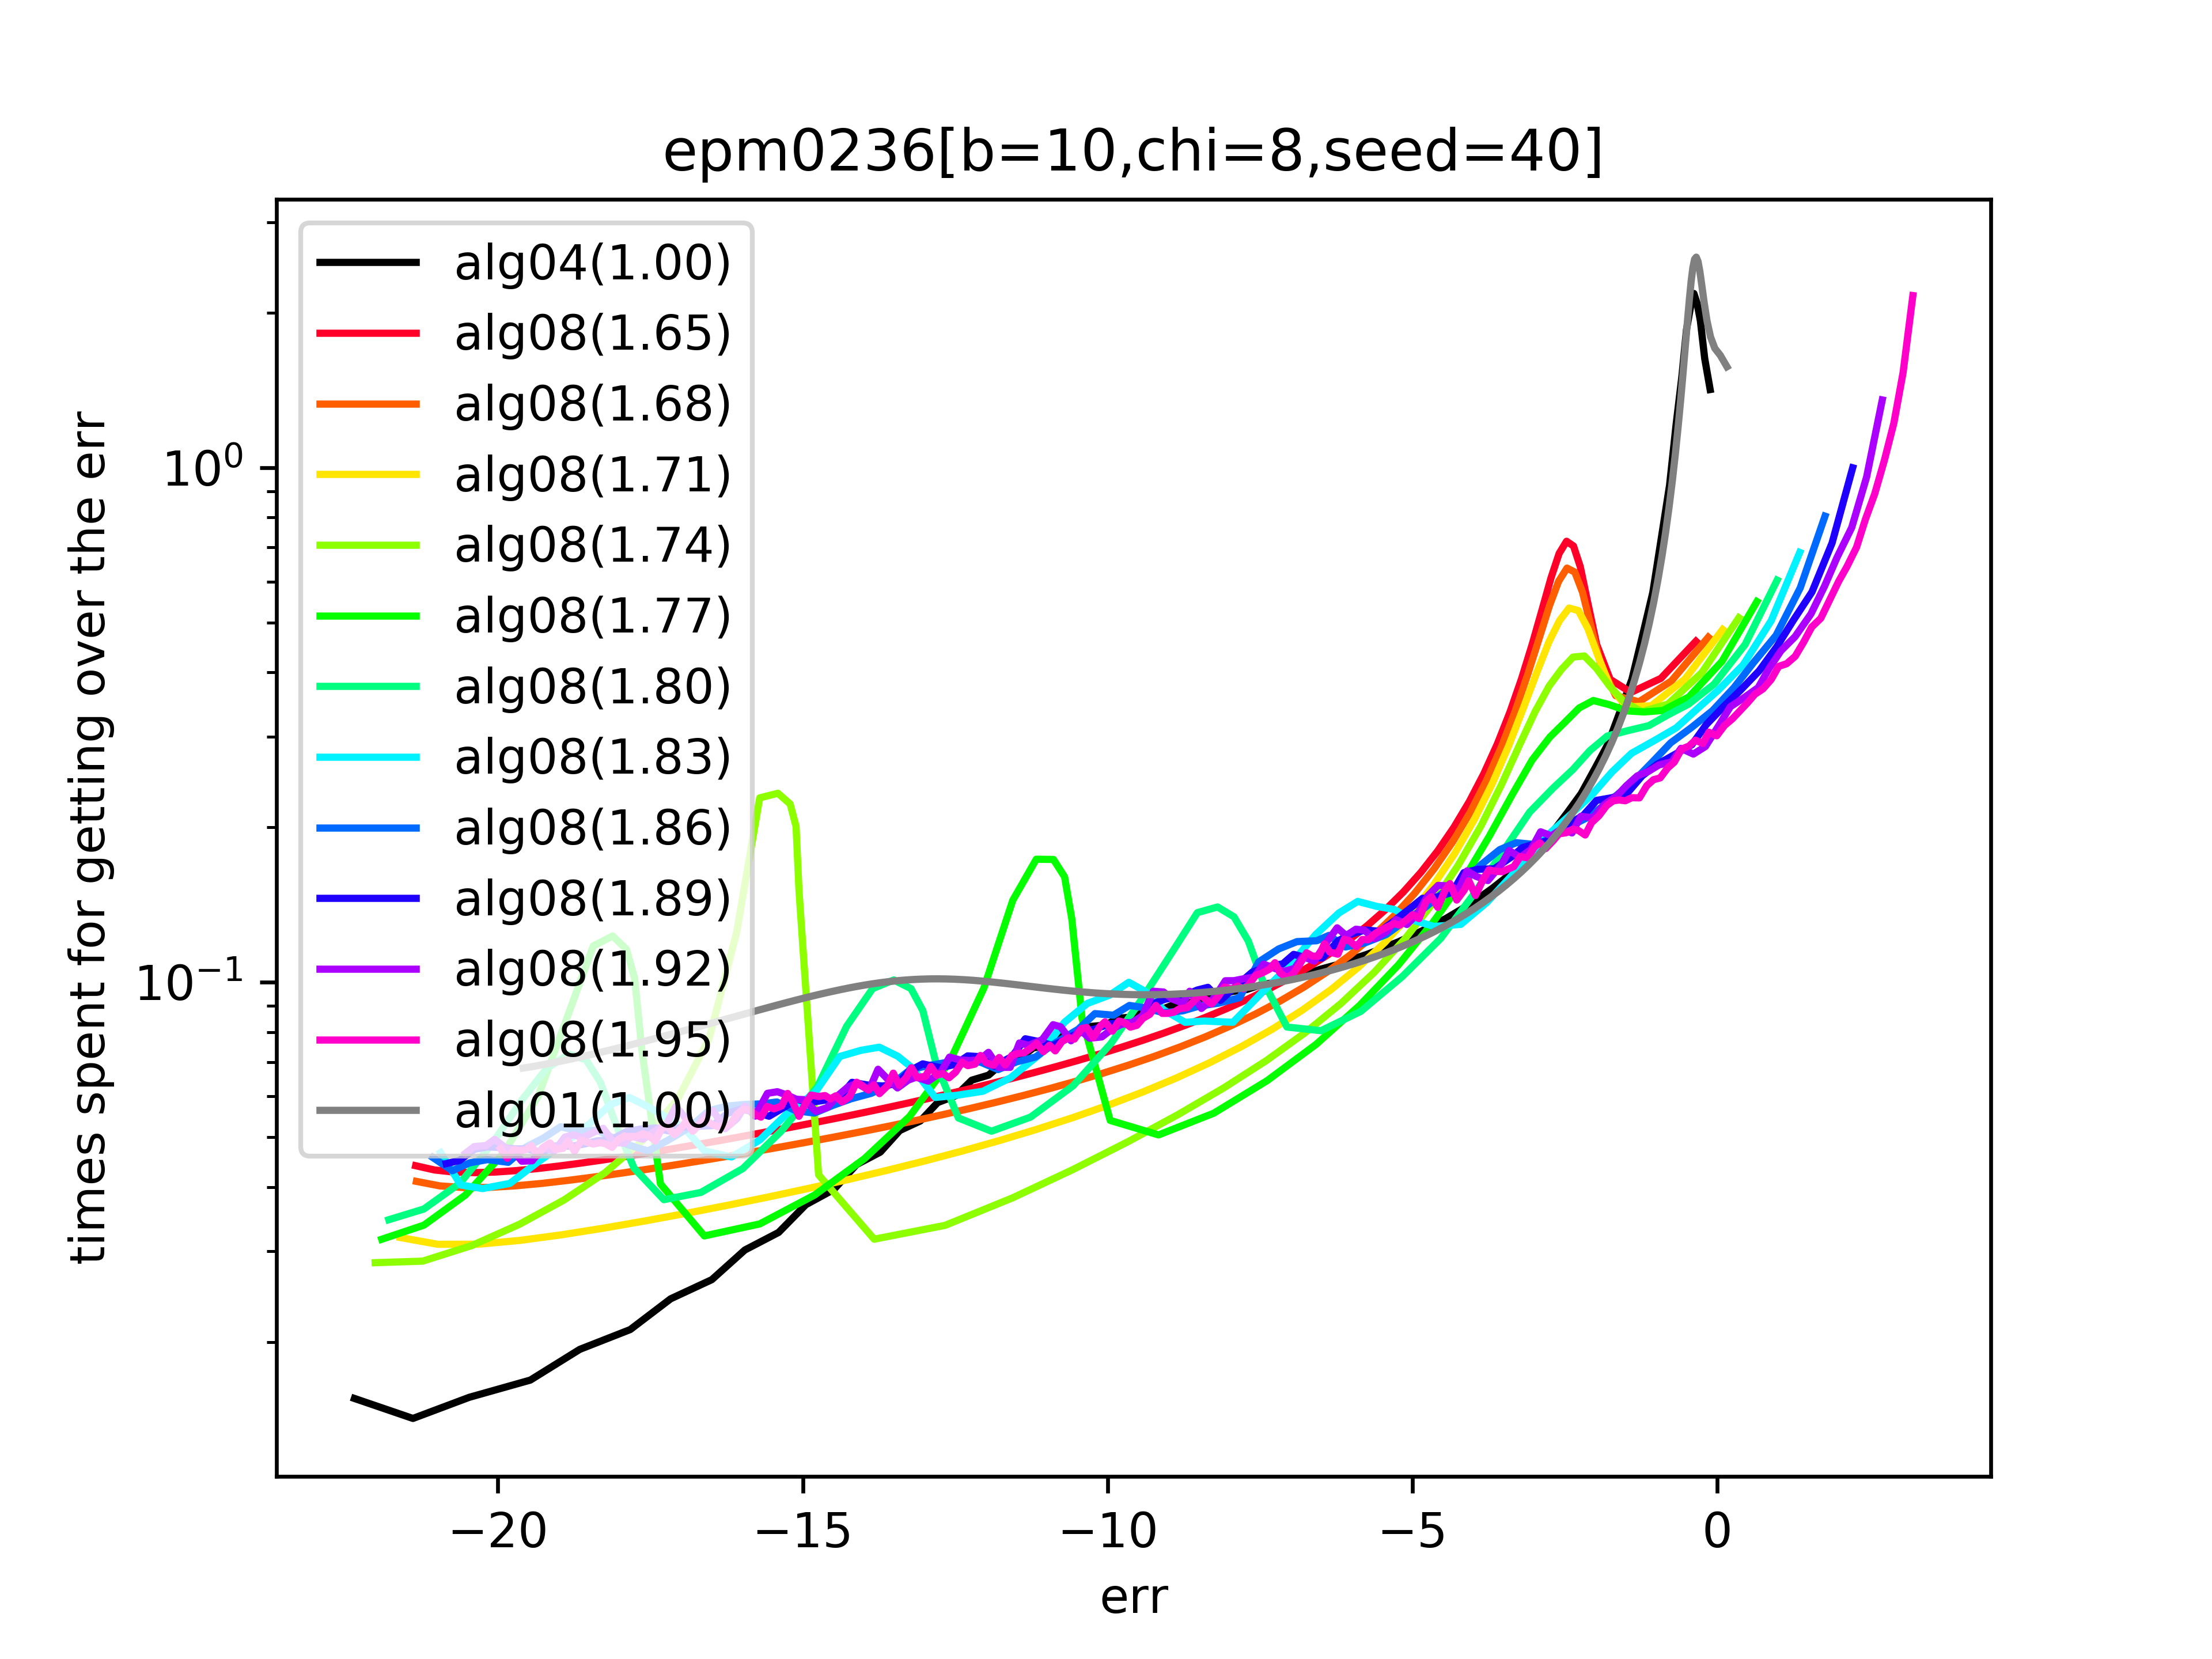 epm0236[b=10,chi=8,seed=40]
times spent for getting over the err
10⁰
10⁻¹
alg04(1.00)
alg08(1.65)
alg08(1.68)
alg08(1.71)
alg08(1.74)
alg08(1.77)
alg08(1.80)
alg08(1.83)
alg08(1.86)
alg08(1.89)
alg08(1.92)
alg08(1.95)
alg01(1.00)
−20 −15 −10 −5 0
err